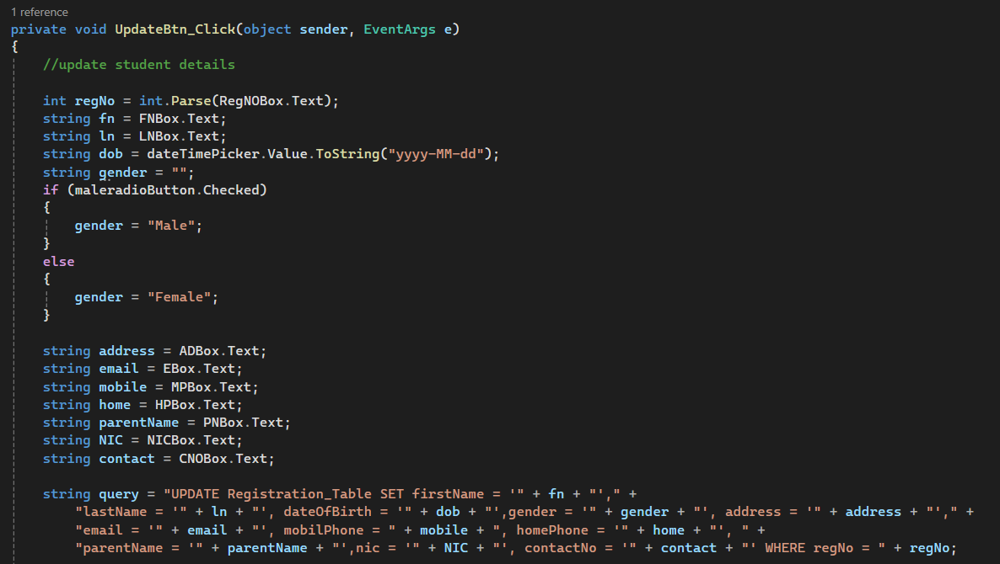 1 reference
private void UpdateBtn_Click(object sender, EventArgs e)
{
    //update student details

    int regNo = int.Parse(RegNOBox.Text);
    string fn = FNBox.Text;
    string ln = LNBox.Text;
    string dob = dateTimePicker.Value.ToString("yyyy-MM-dd");
    string gender = "";
    if (maleradioButton.Checked)
    {
        gender = "Male";
    }
    else
    {
        gender = "Female";
    }

    string address = ADBox.Text;
    string email = EBox.Text;
    string mobile = MPBox.Text;
    string home = HPBox.Text;
    string parentName = PNBox.Text;
    string NIC = NICBox.Text;
    string contact = CNOBox.Text;

    string query = "UPDATE Registration_Table SET firstName = '" + fn + "'," +
        "lastName = '" + ln + "', dateOfBirth = '" + dob + "',gender = '" + gender + "', address = '" + address + "'," +
        "email = '" + email + "', mobilPhone = " + mobile + ", homePhone = '" + home + "', " +
        "parentName = '" + parentName + "',nic = '" + NIC + "', contactNo = '" + contact + "' WHERE regNo = " + regNo;